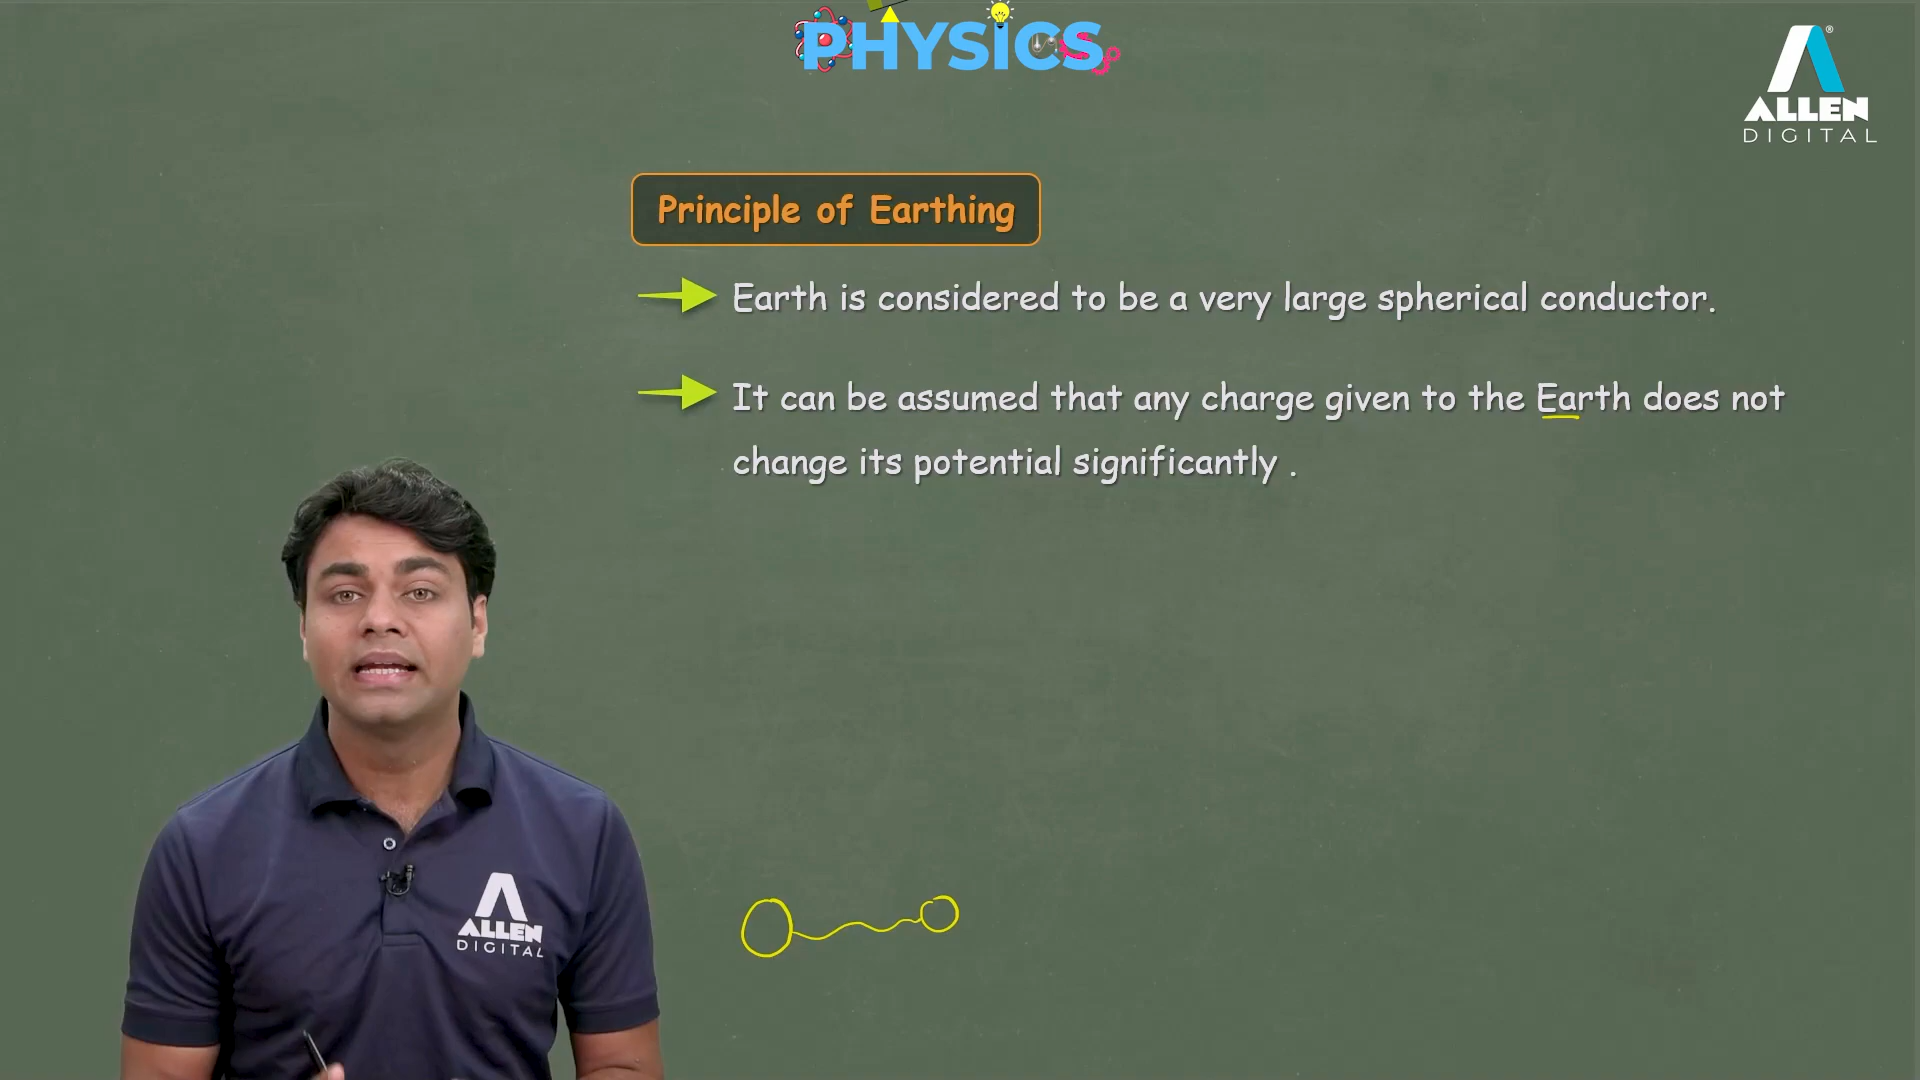 PHYSICS
ALLEN
DIGITAL
Principle of Earthing
Earth is considered to be a very large spherical conductor.
It can be assumed that any charge given to the Earth does not
change its potential significantly .
ALLEN
DIGITAL